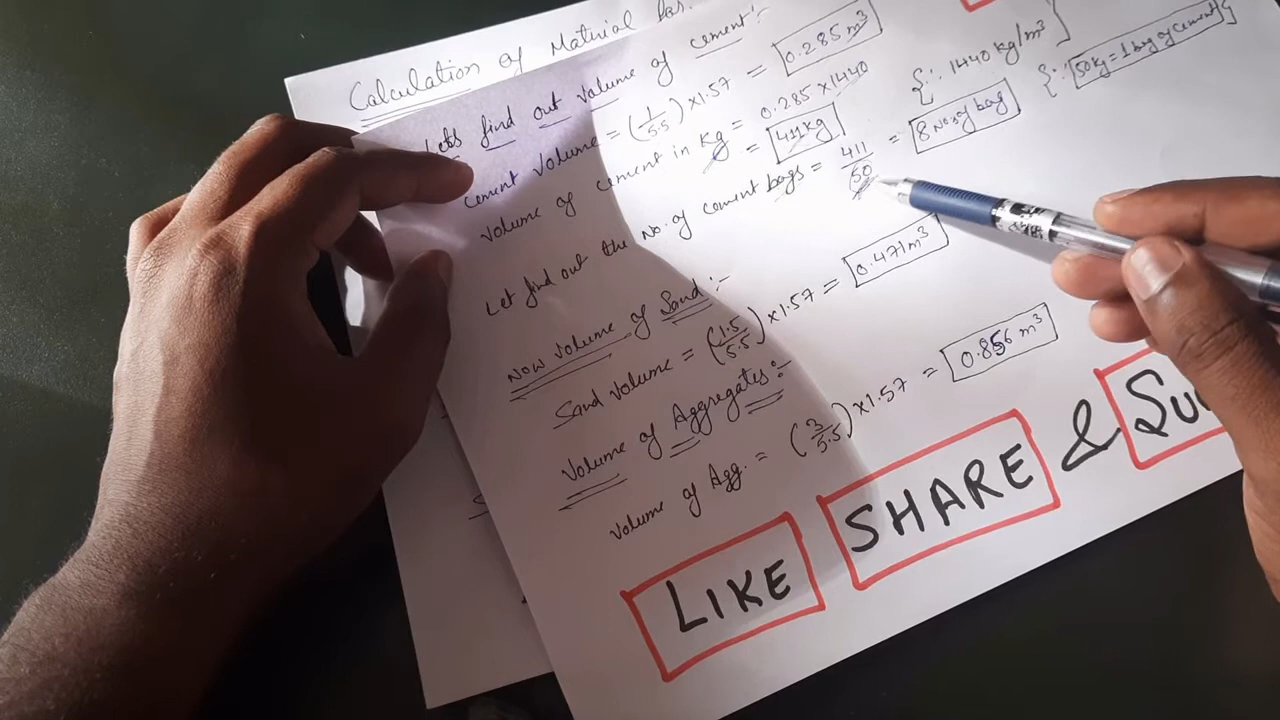 Calculation of Material for
Lets find out volume of cement :-
Cement Volume = (1/5.5) × 1.57 = 0.285 m³
Volume of cement in Kg = 0.285 × 1440 {∵ 1440 kg/m³}
= 411 kg
Let find out the No. of cement bags = 411/50 = 8 Nos of bag {∵ 50 Kg = 1 bag of cement}
Now Volume of Sand :-
Sand Volume = (1.5/5.5) × 1.57 = 0.471 m³
Volume of Aggregates :-
Volume of Agg. = (3/5.5) × 1.57 = 0.856 m³
LIKE SHARE &